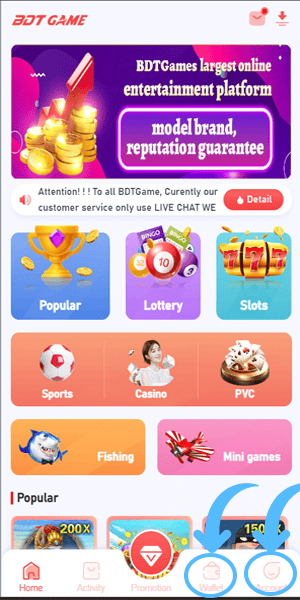 BDT GAME
BDTGames largest online
entertainment platform
model brand,
reputation guarantee
Attention! ! ! To all BDTGame, Curently our
customer service only use LIVE CHAT WE
Detail
Popular
Lottery
Slots
Sports
Casino
PVC
Fishing
Mini games
Popular
200X
150X
Home
Activity
Promotion
Wallet
Account